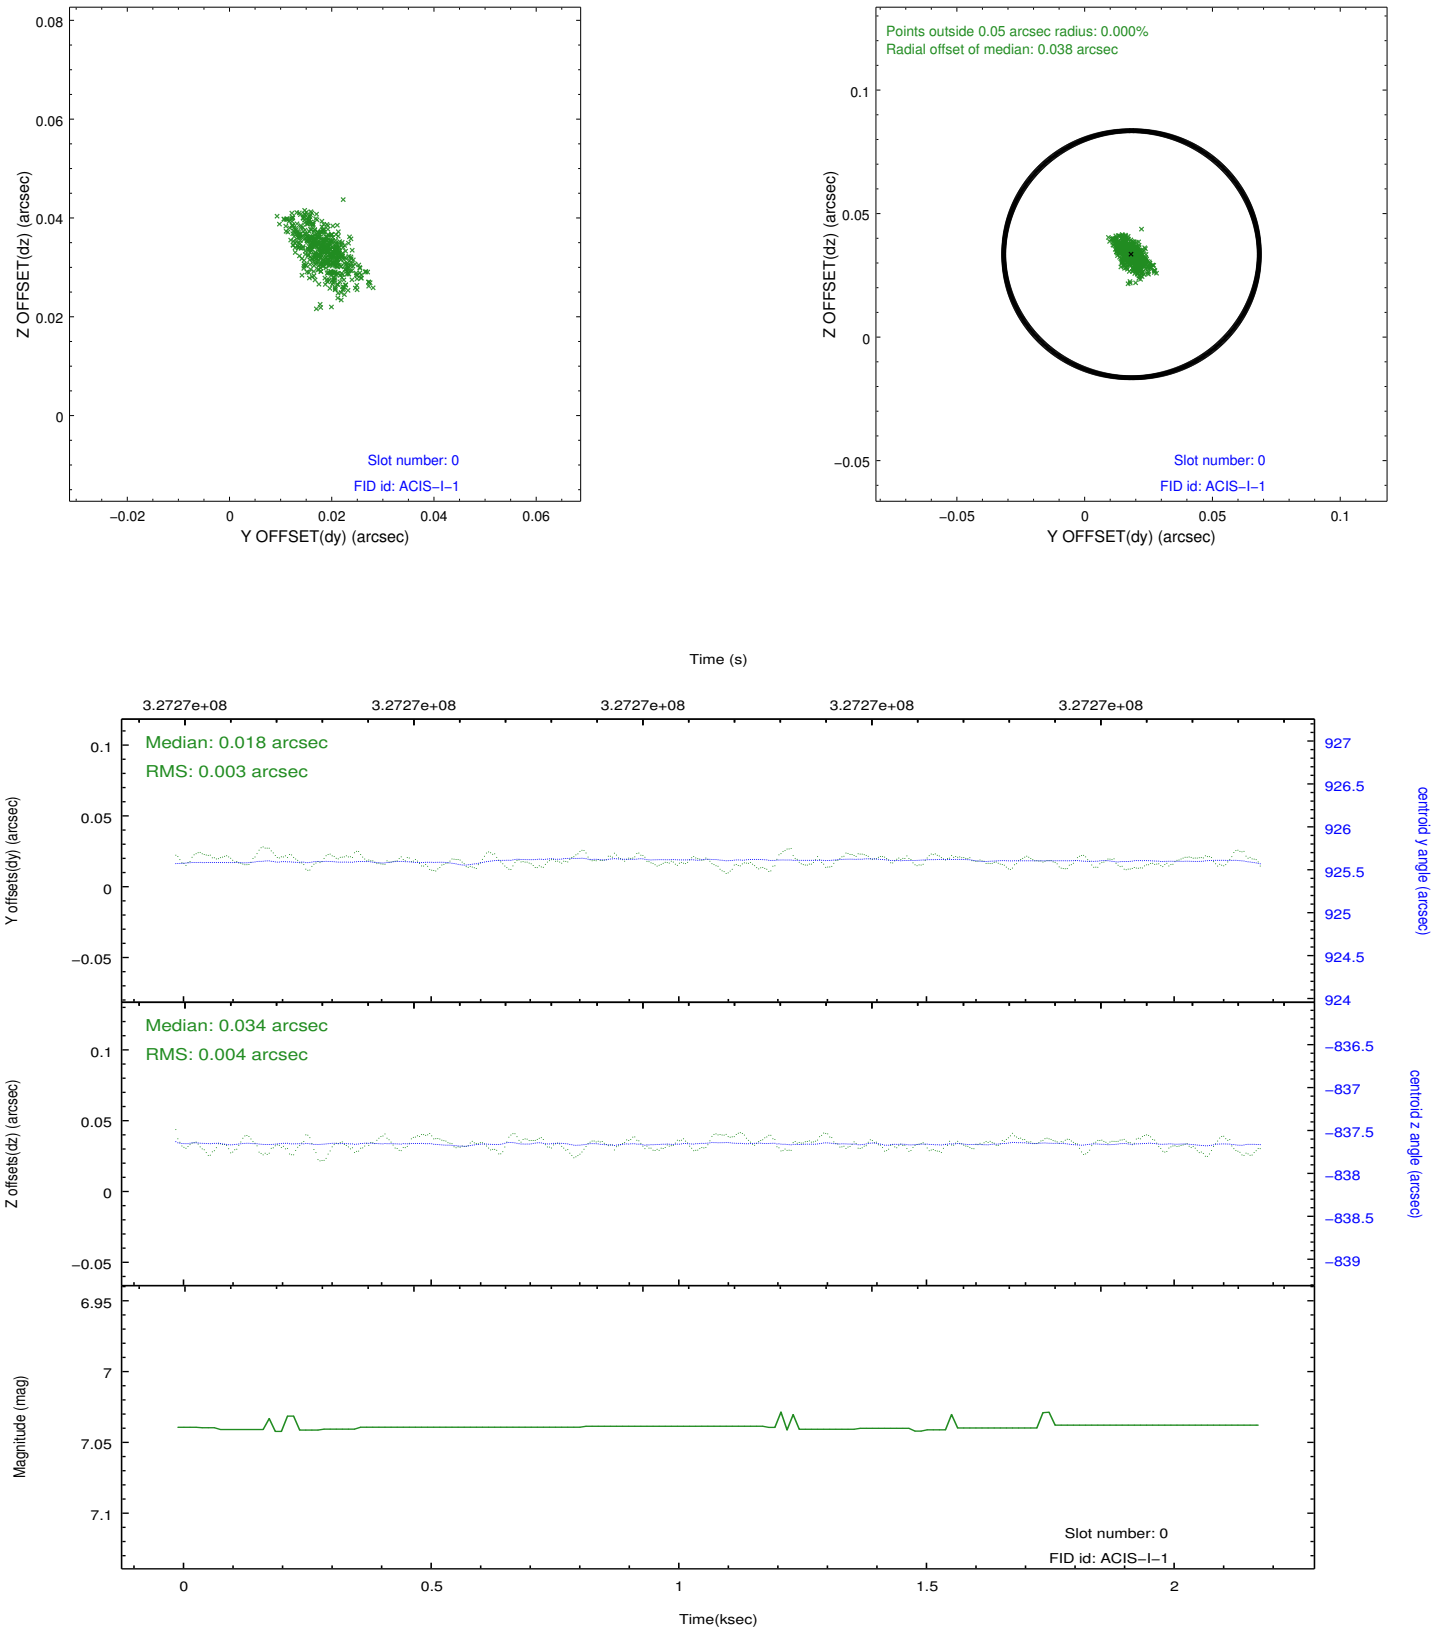 0.08
0.06
0.04
0.02
0
Z OFFSET(dz) (arcsec)
Slot number: 0
FID id: ACIS−I−1
−0.02 0 0.02 0.04 0.06
Y OFFSET(dy) (arcsec)
Points outside 0.05 arcsec radius: 0.000%
Radial offset of median: 0.038 arcsec
0.1
0.05
0
−0.05
Z OFFSET(dz) (arcsec)
Slot number: 0
FID id: ACIS−I−1
−0.05 0 0.05 0.1
Y OFFSET(dy) (arcsec)
Time (s)
3.2727e+08 3.2727e+08 3.2727e+08 3.2727e+08 3.2727e+08
Median: 0.018 arcsec
RMS: 0.003 arcsec
0.1
0.05
0
−0.05
Y offsets(dy) (arcsec)
927
926.5
926
925.5
925
924.5
924
centroid y angle (arcsec)
Median: 0.034 arcsec
RMS: 0.004 arcsec
0.1
0.05
0
−0.05
Z offsets(dz) (arcsec)
−836.5
−837
−837.5
−838
−838.5
−839
centroid z angle (arcsec)
6.95
7
7.05
7.1
Magnitude (mag)
Slot number: 0
FID id: ACIS−I−1
0 0.5 1 1.5 2
Time(ksec)